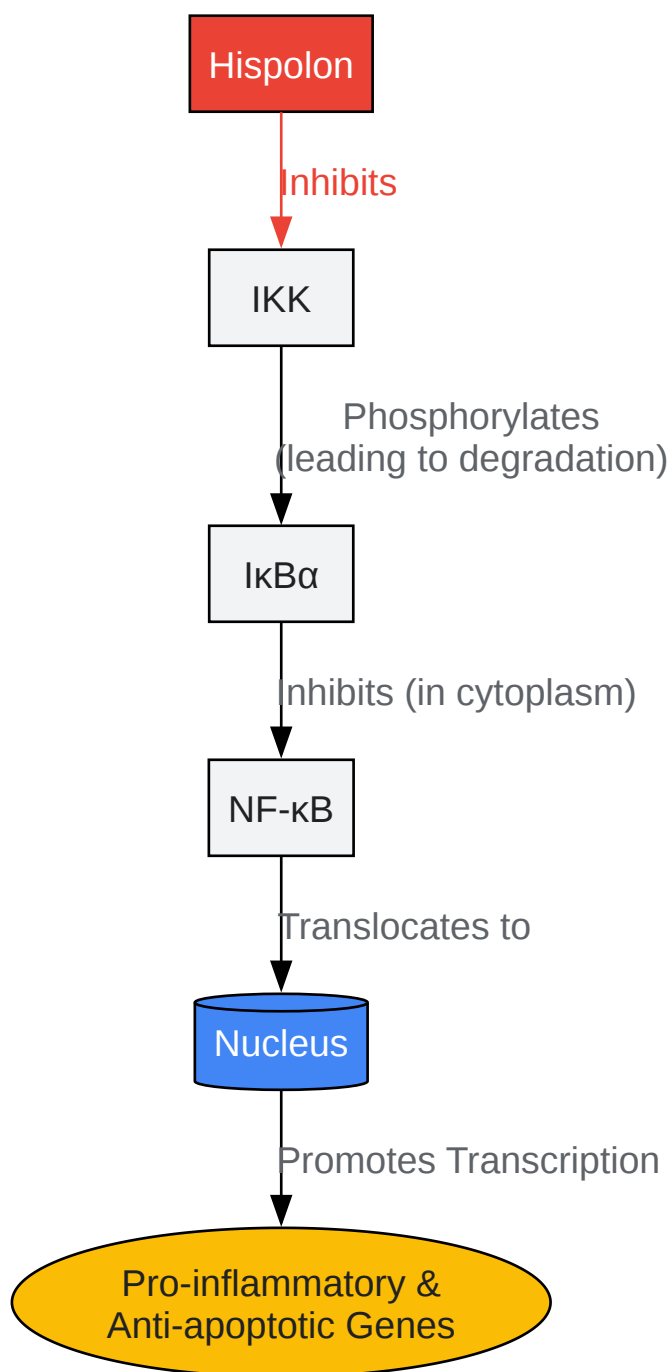 Hispolon
Inhibits
IKK
Phosphorylates
(leading to degradation)
IκBα
Inhibits (in cytoplasm)
NF-κB
Translocates to
Nucleus
Promotes Transcription
Pro-inflammatory &
Anti-apoptotic Genes